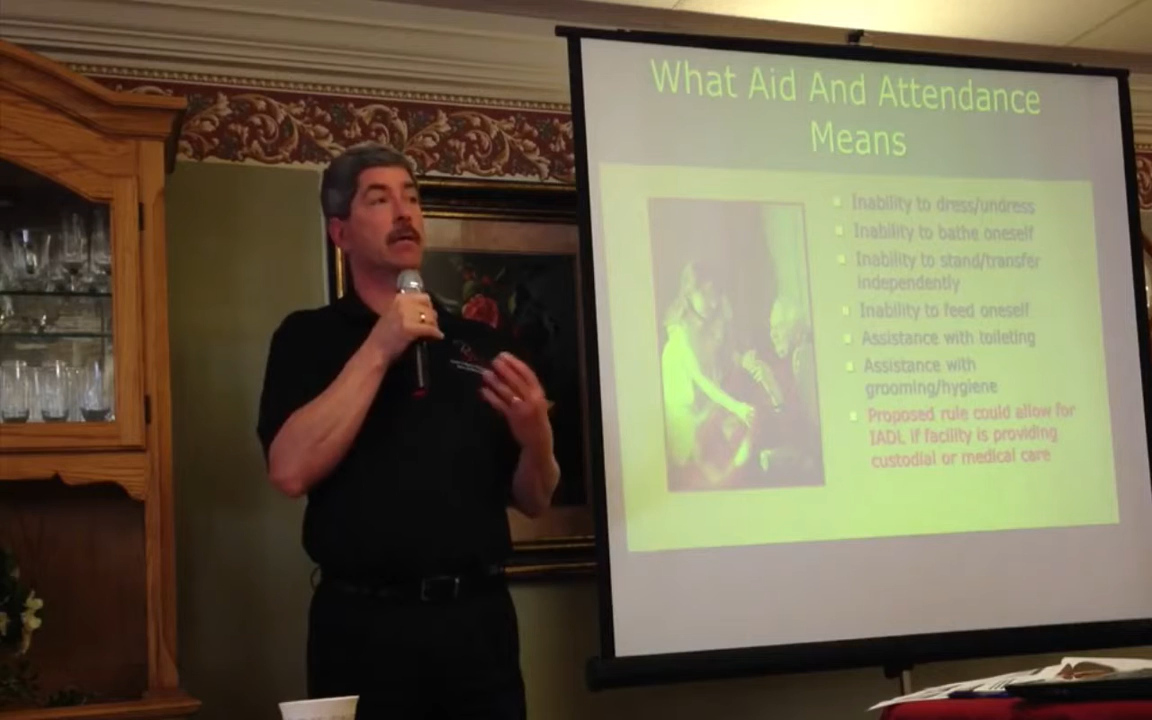 What Aid And Attendance
Means
Inability to dress/undress
Inability to bathe oneself
Inability to stand/transfer
independently
Inability to feed oneself
Assistance with toileting
Assistance with
grooming/hygiene
Proposed rule could allow for
IADL if facility is providing
custodial or medical care